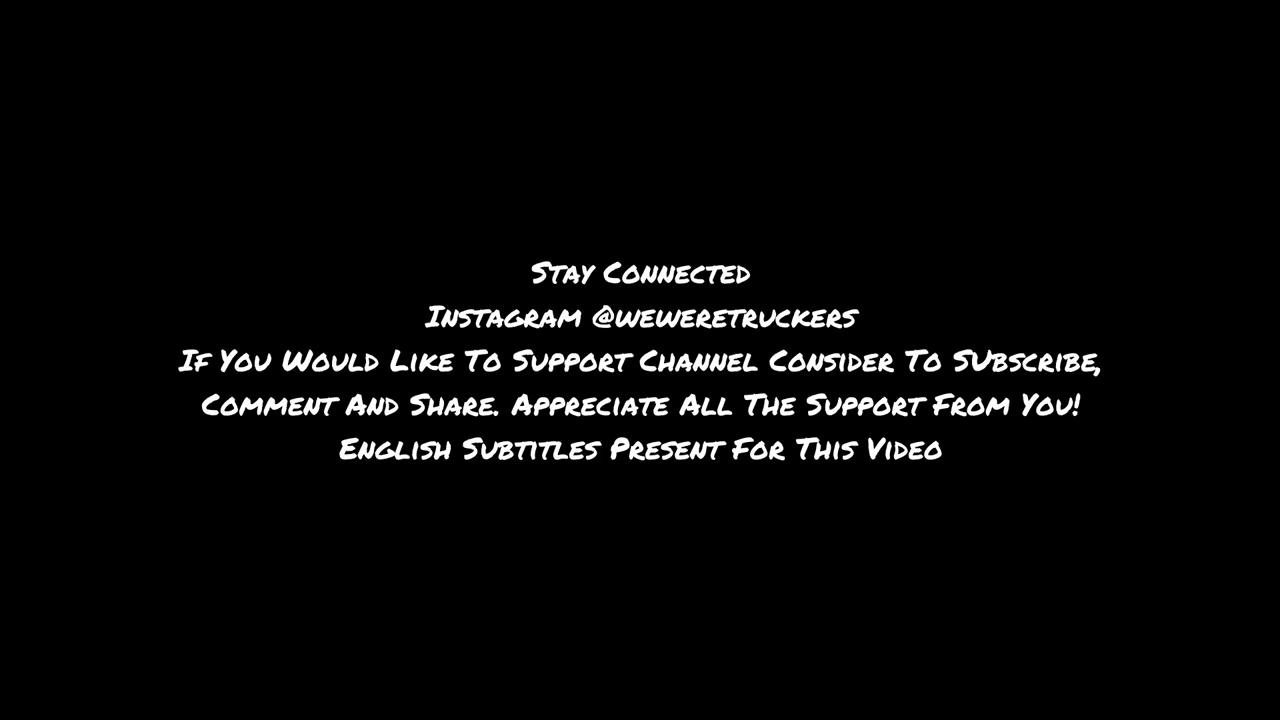 Stay Connected
Instagram @weweretruckers
If You Would Like To Support Channel Consider To SUbscribe,
Comment And Share. Appreciate All The Support From You!
English Subtitles Present For This Video